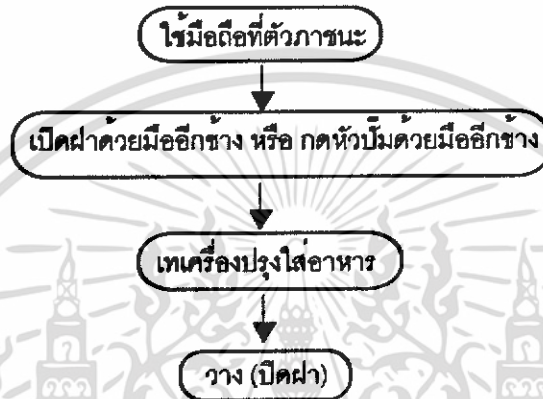 ใช้มือถือที่ตัวภาชนะ
เปิดฝาด้วยมืออีกข้าง หรือ กดหัวปั๊มด้วยมืออีกข้าง
เทเครื่องปรุงใส่อาหาร
วาง (ปิดฝา)